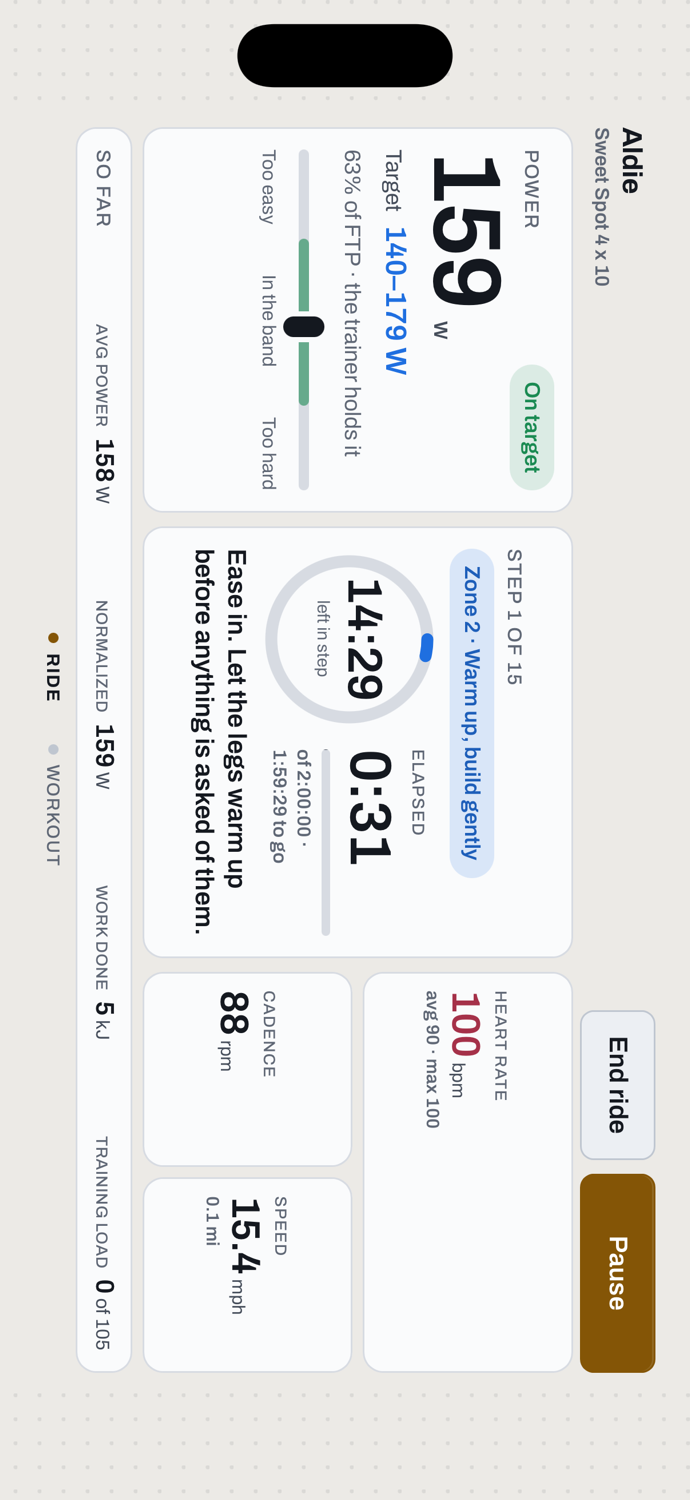 Aldie
Sweet Spot 4 x 10
End ride
Pause
POWER
On target
159 W
Target 140–179 W
63% of FTP · the trainer holds it
Too easy
In the band
Too hard
STEP 1 OF 15
Zone 2 · Warm up, build gently
14:29
left in step
ELAPSED
0:31
of 2:00:00 ·
1:59:29 to go
Ease in. Let the legs warm up
before anything is asked of them.
HEART RATE
100 bpm
avg 90 · max 100
CADENCE
88 rpm
SPEED
15.4 mph
0.1 mi
SO FAR
AVG POWER 158 W
NORMALIZED 159 W
WORK DONE 5 kJ
TRAINING LOAD 0 of 105
RIDE
WORKOUT